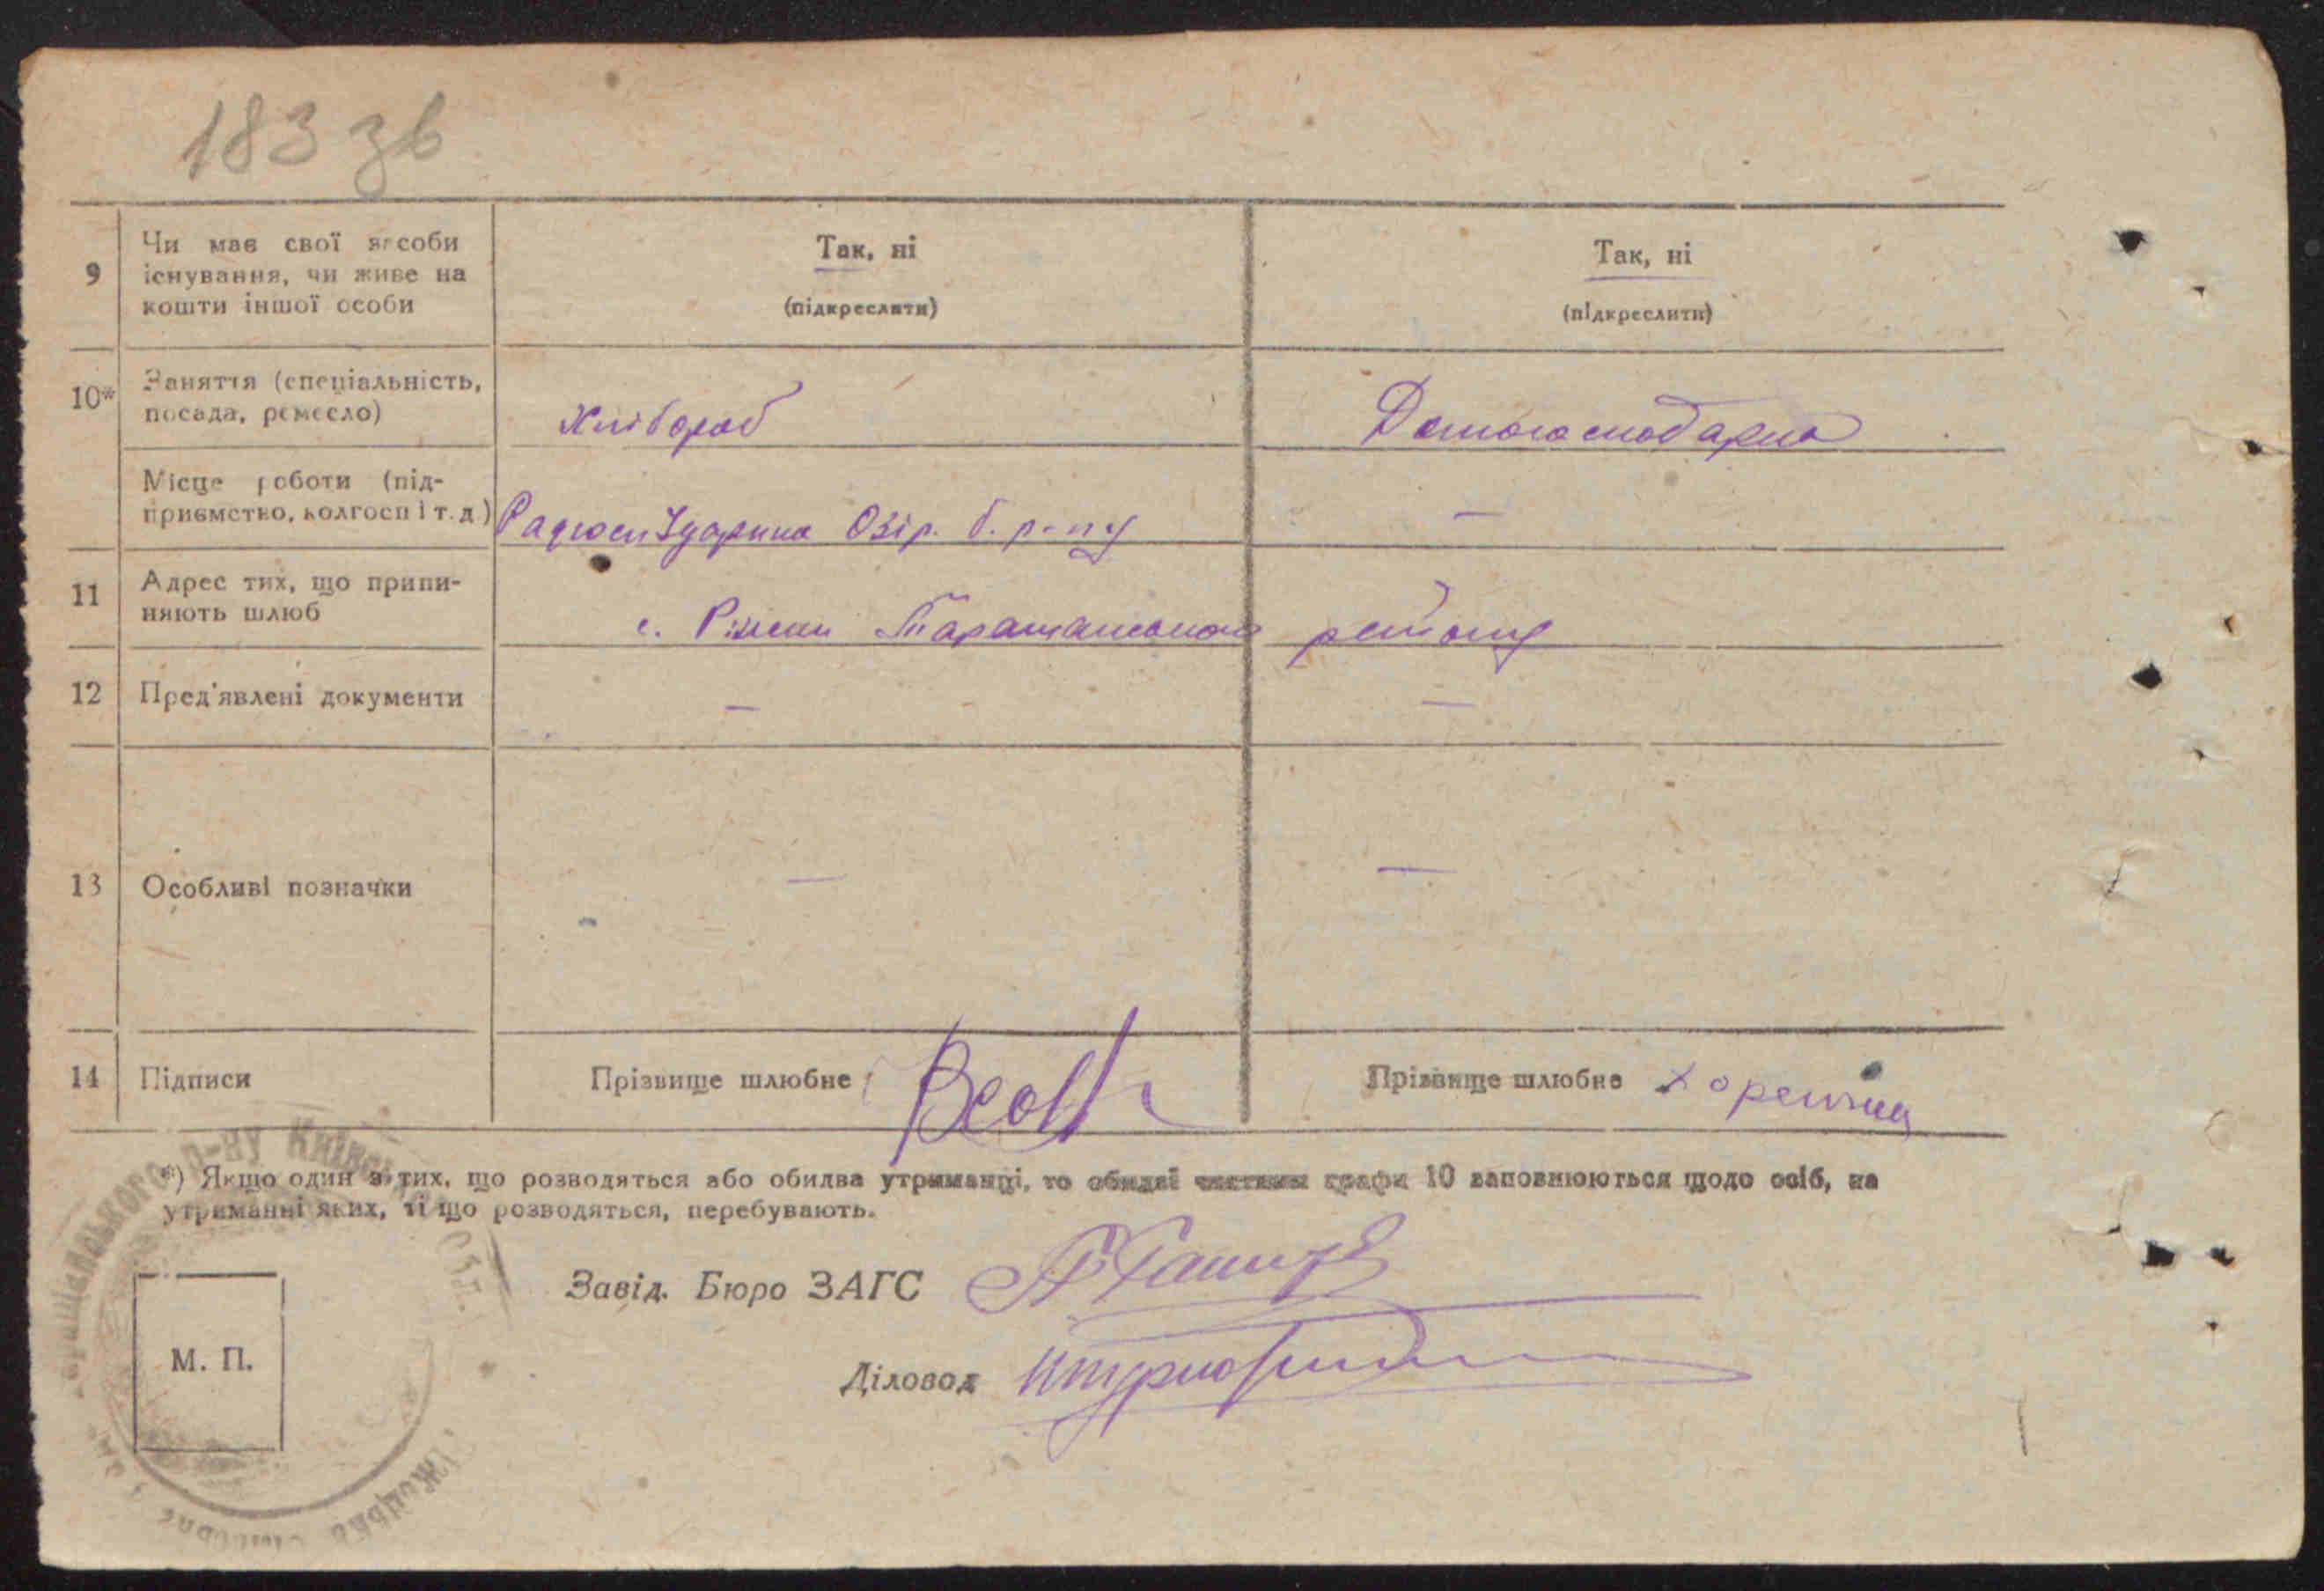 183 зв
9 Чи має свої засоби існування, чи живе на кошти іншої особи
Так, ні
(підкреслити)
Так, ні
(підкреслити)
10* Заняття (спеціальність, посада, ремесло)
Хлібороб
Домогосподарка
Місце роботи (підприємство, колгосп і т. д.)
р-ну
—
11 Адрес тих, що припиняють шлюб
с. Ріжки Таращанського району
12 Пред'явлені документи
—
—
13 Особливі позначки
—
—
14 Підписи
Прізвище шлюбне
Прізвище шлюбне
*) Якщо один з тих, що розводяться або обидва утриманці, то обидві частини графи 10 заповнюються щодо осіб, на
утриманні яких, ті що розводяться, перебувають.
Завід. Бюро ЗАГС
Діловод
М. П.